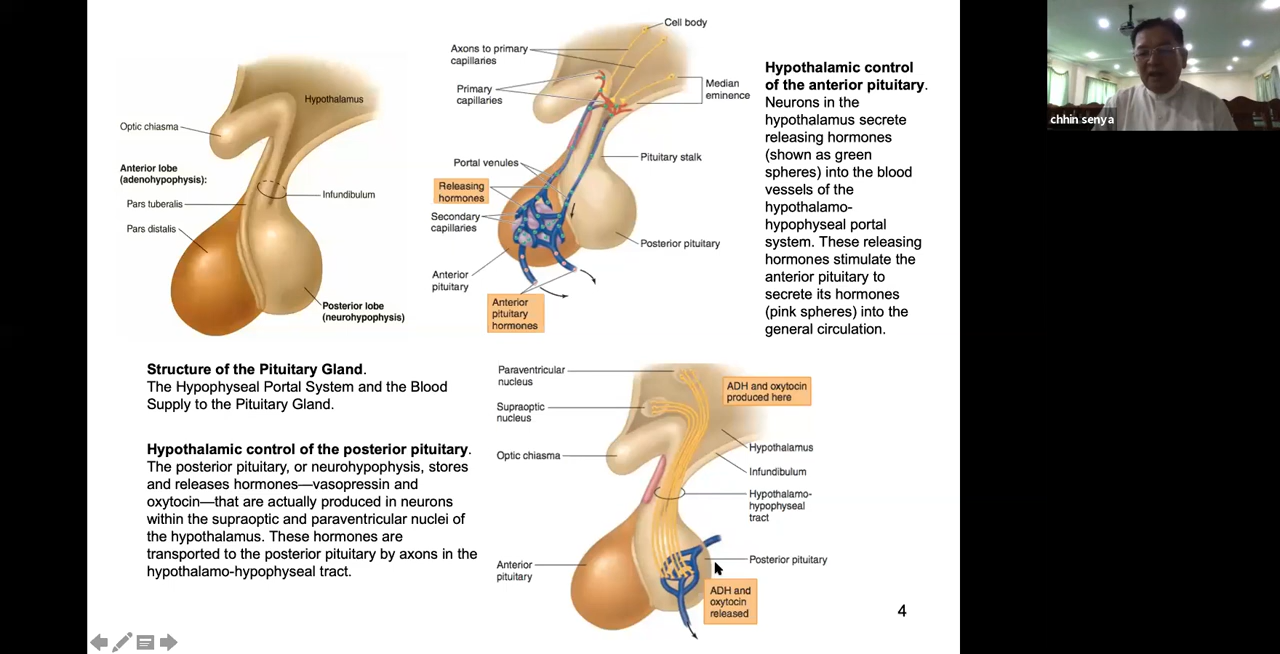 Hypothalamus
Optic chiasma
Anterior lobe
(adenohypophysis):
Pars tuberalis
Infundibulum
Pars distalis
Posterior lobe
(neurohypophysis)
Cell body
Axons to primary
capillaries
Primary
capillaries
Median
eminence
Portal venules
Pituitary stalk
Releasing
hormones
Secondary
capillaries
Posterior pituitary
Anterior
pituitary
Anterior
pituitary
hormones
Hypothalamic control
of the anterior pituitary.
Neurons in the
hypothalamus secrete
releasing hormones
(shown as green
spheres) into the blood
vessels of the
hypothalamo-
hypophyseal portal
system. These releasing
hormones stimulate the
anterior pituitary to
secrete its hormones
(pink spheres) into the
general circulation.
chhin senya
Structure of the Pituitary Gland.
The Hypophyseal Portal System and the Blood
Supply to the Pituitary Gland.
Hypothalamic control of the posterior pituitary.
The posterior pituitary, or neurohypophysis, stores
and releases hormones—vasopressin and
oxytocin—that are actually produced in neurons
within the supraoptic and paraventricular nuclei of
the hypothalamus. These hormones are
transported to the posterior pituitary by axons in the
hypothalamo-hypophyseal tract.
Paraventricular
nucleus
ADH and oxytocin
produced here
Supraoptic
nucleus
Hypothalamus
Optic chiasma
Infundibulum
Hypothalamo-
hypophyseal
tract
Posterior pituitary
Anterior
pituitary
ADH and
oxytocin
released
4